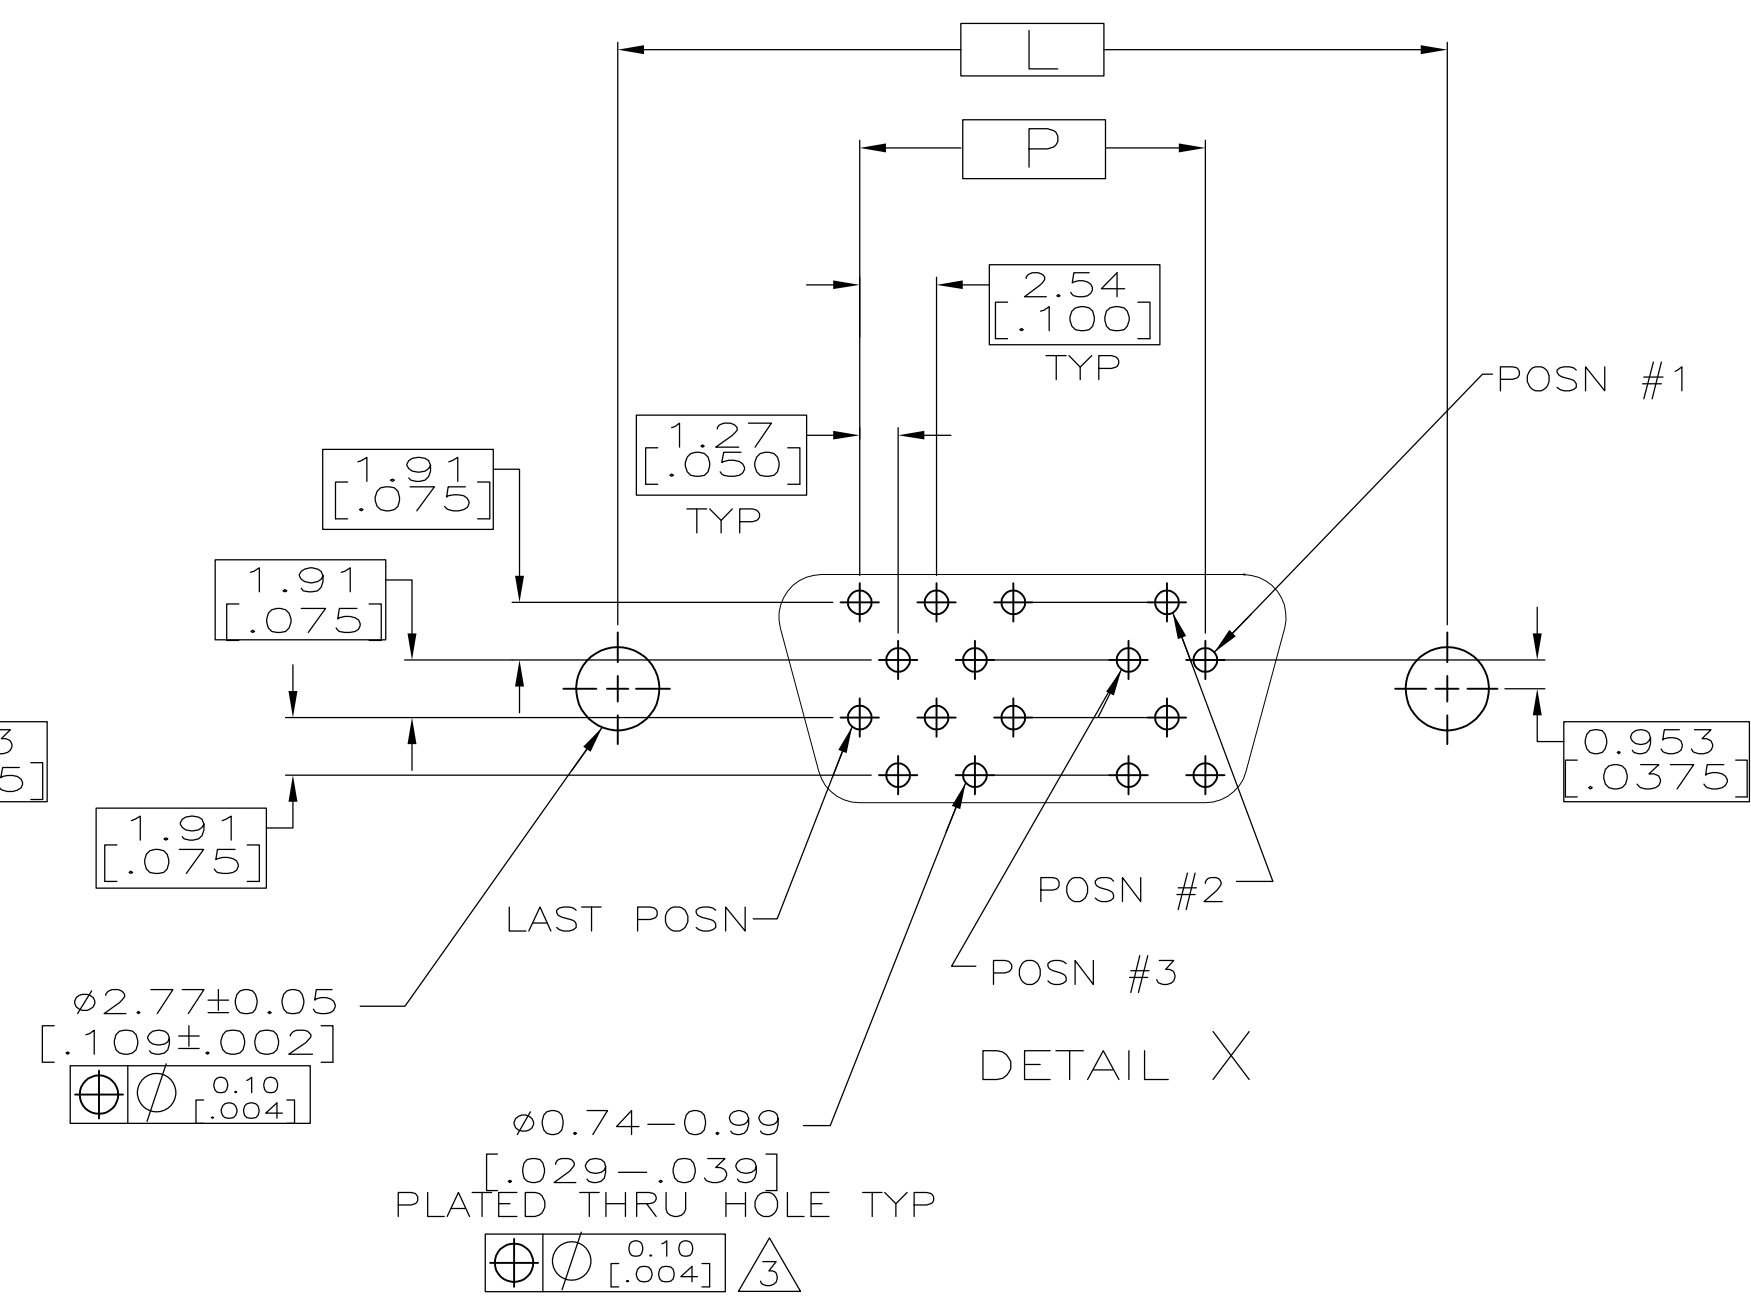 L
P
2.54
[.100]
TYP
POSN #1
1.27
[.050]
TYP
1.91
[.075]
1.91
[.075]
3
5]
0.953
[.0375]
1.91
[.075]
POSN #2
LAST POSN
POSN #3
⌀2.77±0.05
[.109±.002]
⌖ ⌀ 0.10
[.004]
DETAIL X
⌀0.74-0.99
[.029-.039]
PLATED THRU HOLE TYP
⌖ ⌀ 0.10
[.004]
3